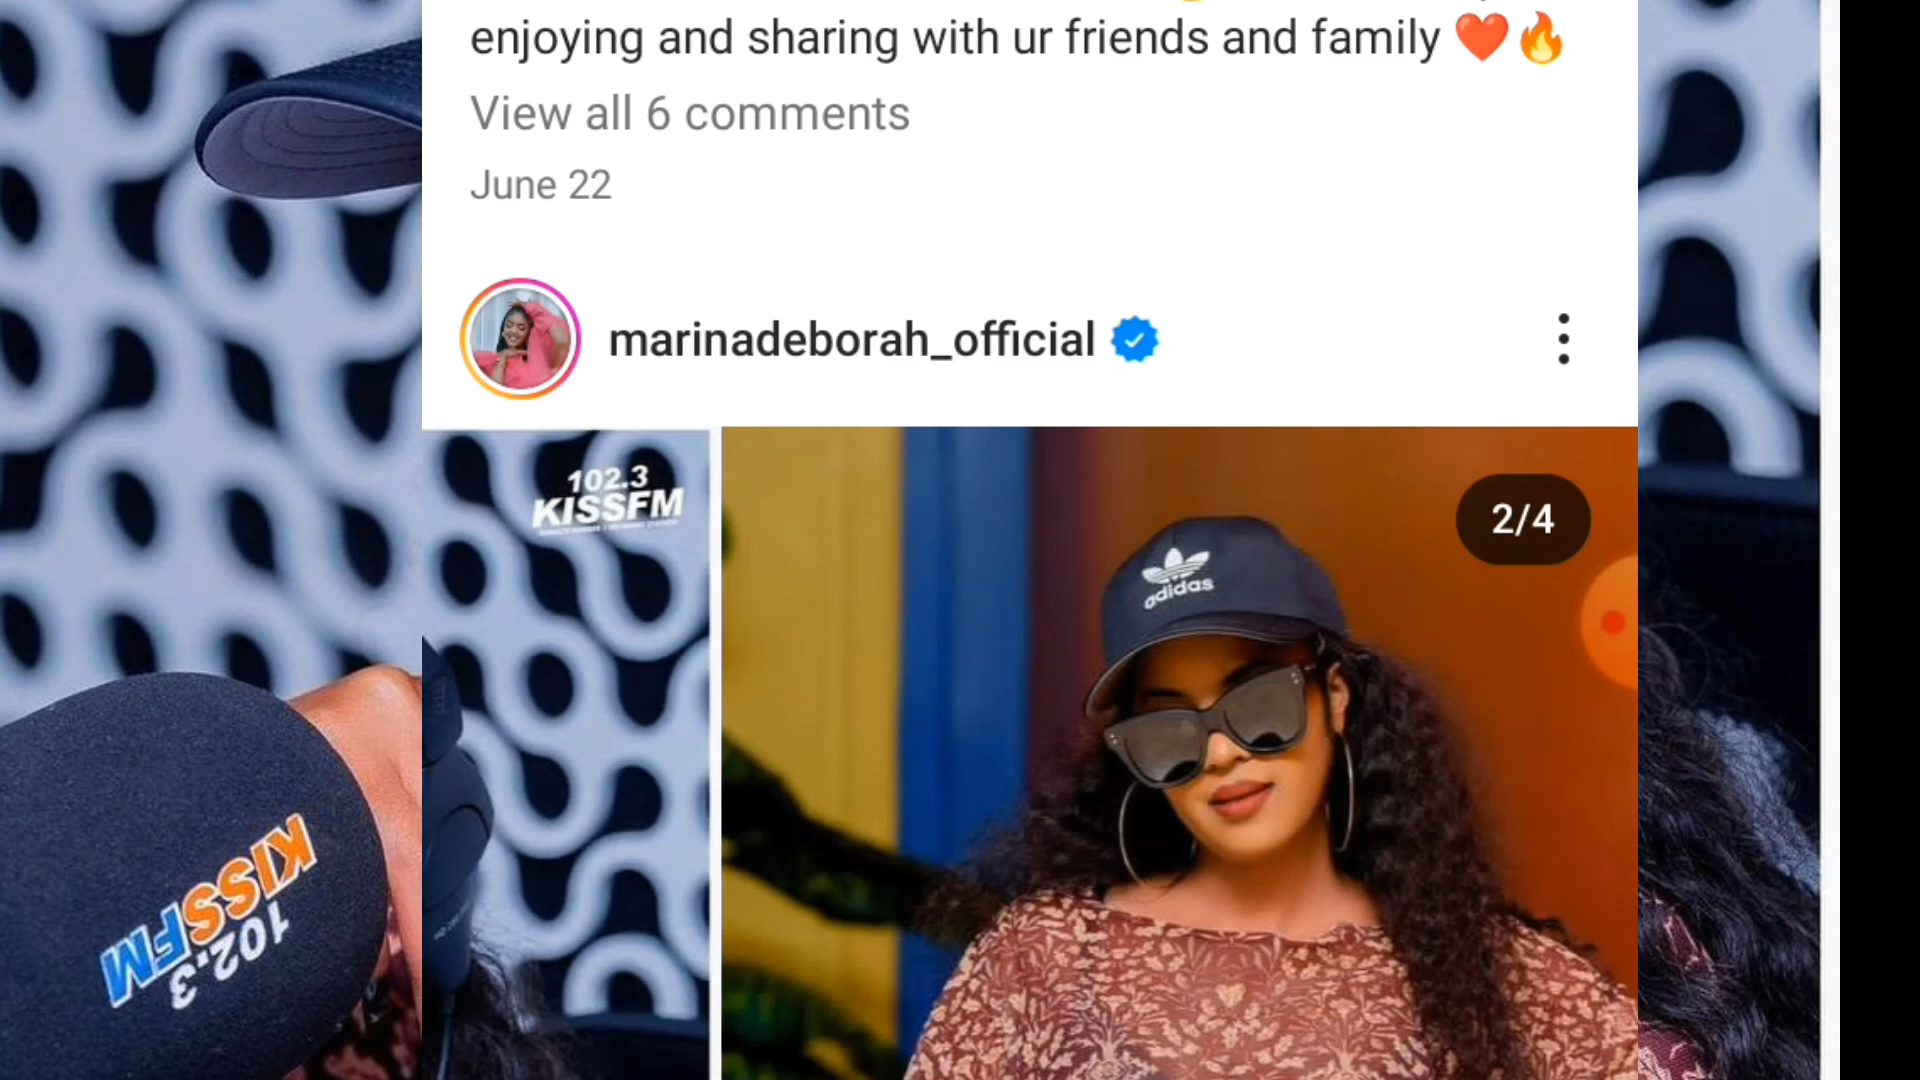 enjoying and sharing with ur friends and family ❤️🔥
View all 6 comments
June 22
marinadeborah_official
102.3
KISSFM
2/4
adidas
KISSFM
102.3